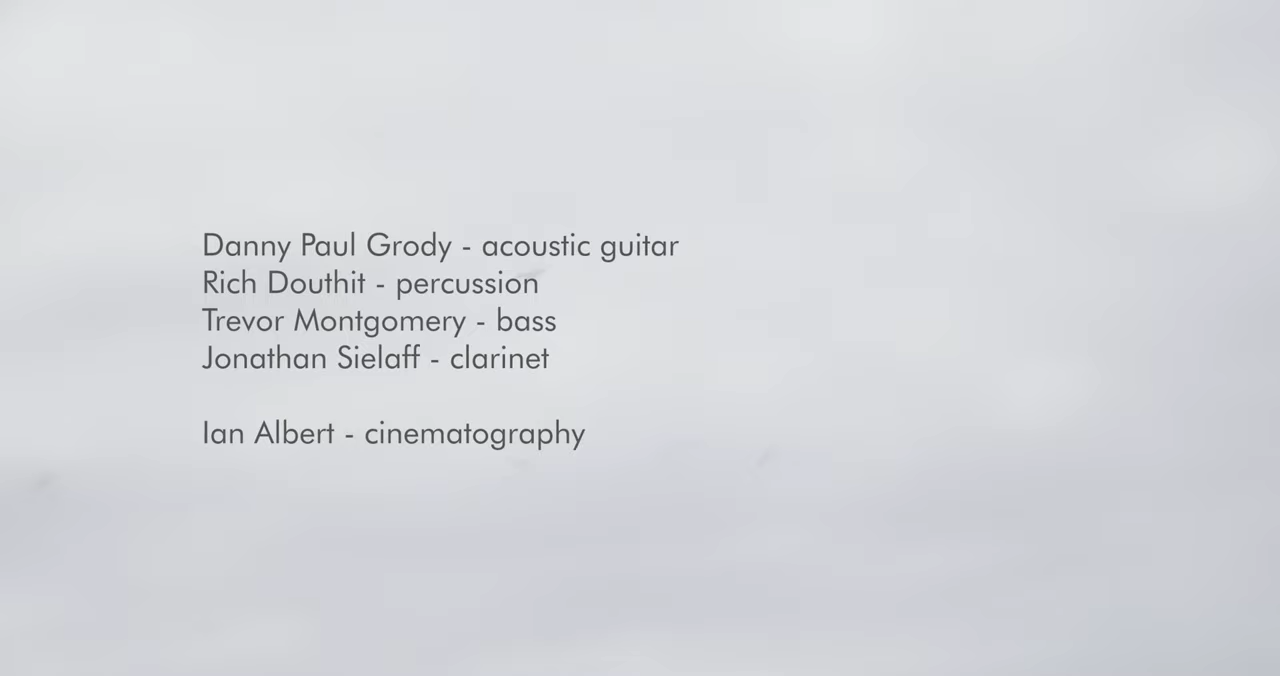 Danny Paul Grody - acoustic guitar
Rich Douthit - percussion
Trevor Montgomery - bass
Jonathan Sielaff - clarinet
Ian Albert - cinematography